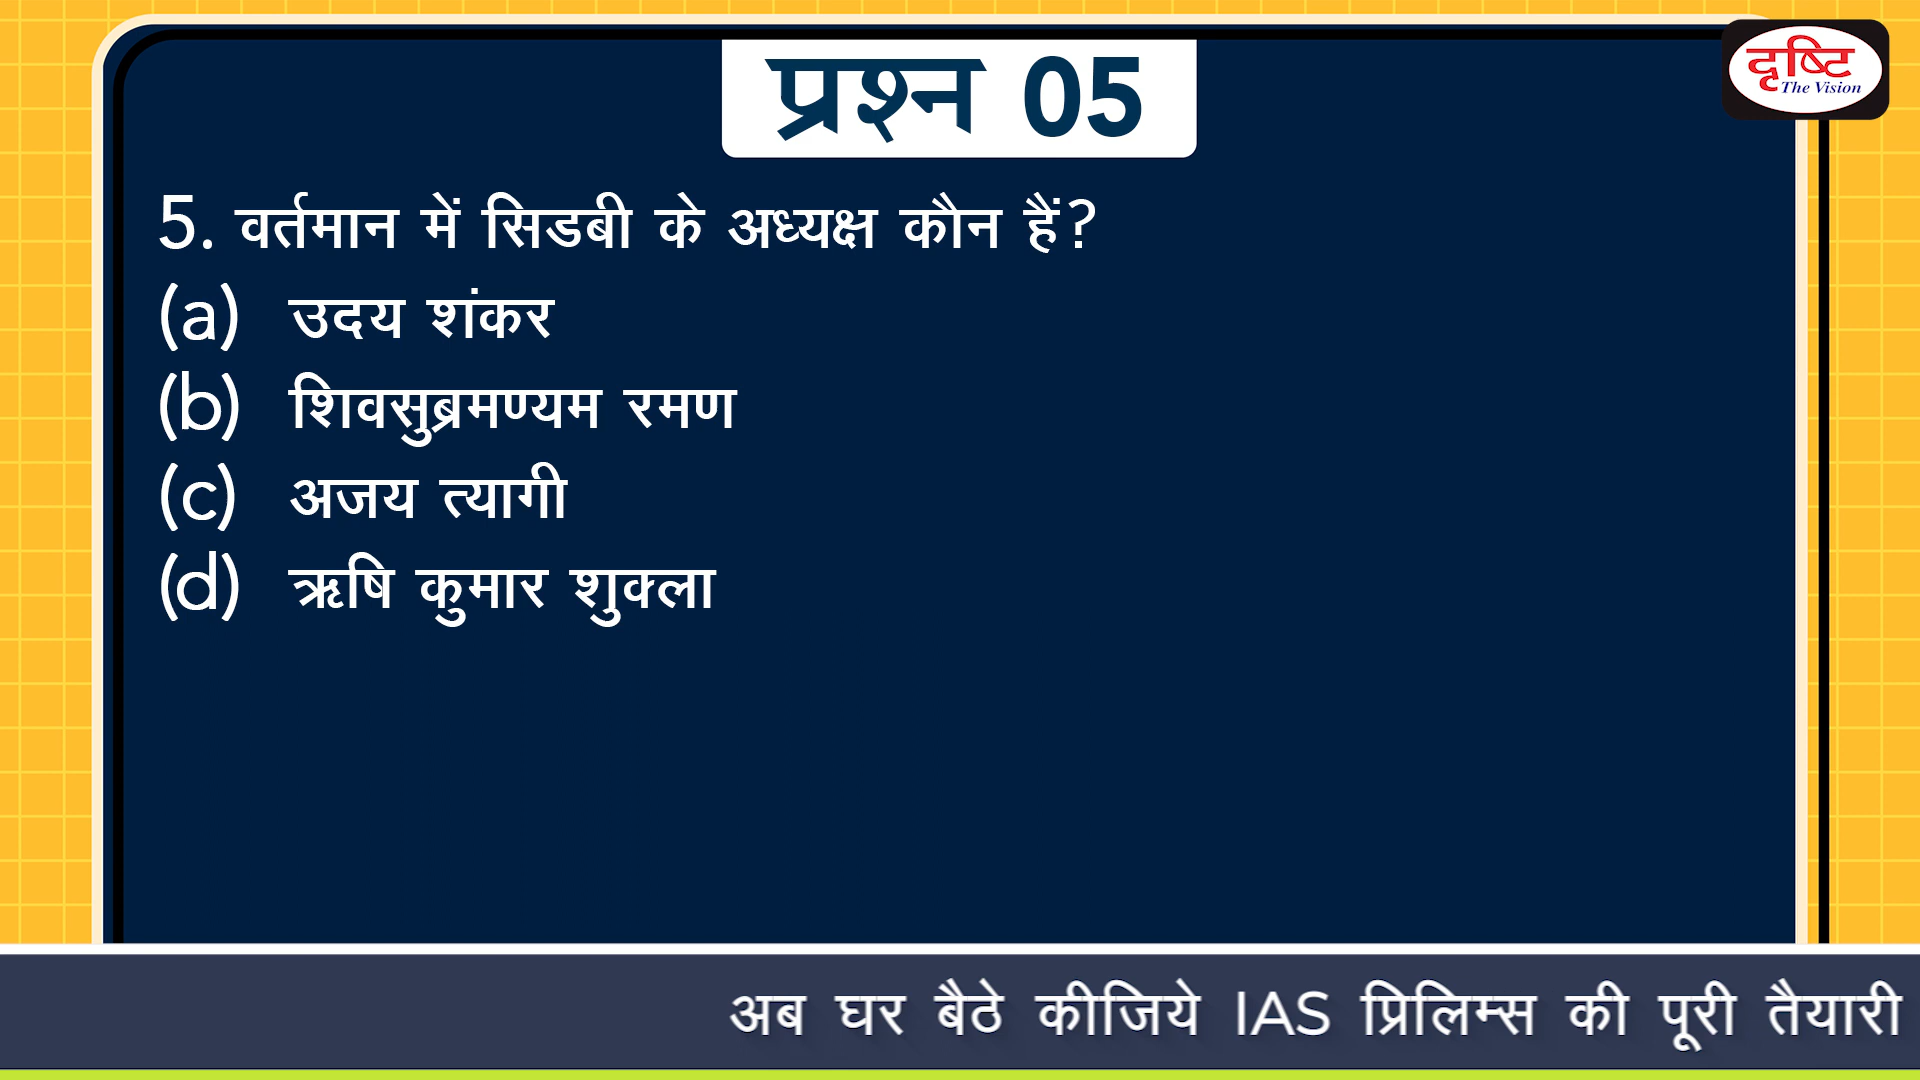 प्रश्न 05
दृष्टि
The Vision
5. वर्तमान में सिडबी के अध्यक्ष कौन हैं?
(a) उदय शंकर
(b) शिवसुब्रमण्यम रमण
(c) अजय त्यागी
(d) ऋषि कुमार शुक्ला
अब घर बैठे कीजिये IAS प्रिलिम्स की पूरी तैयारी